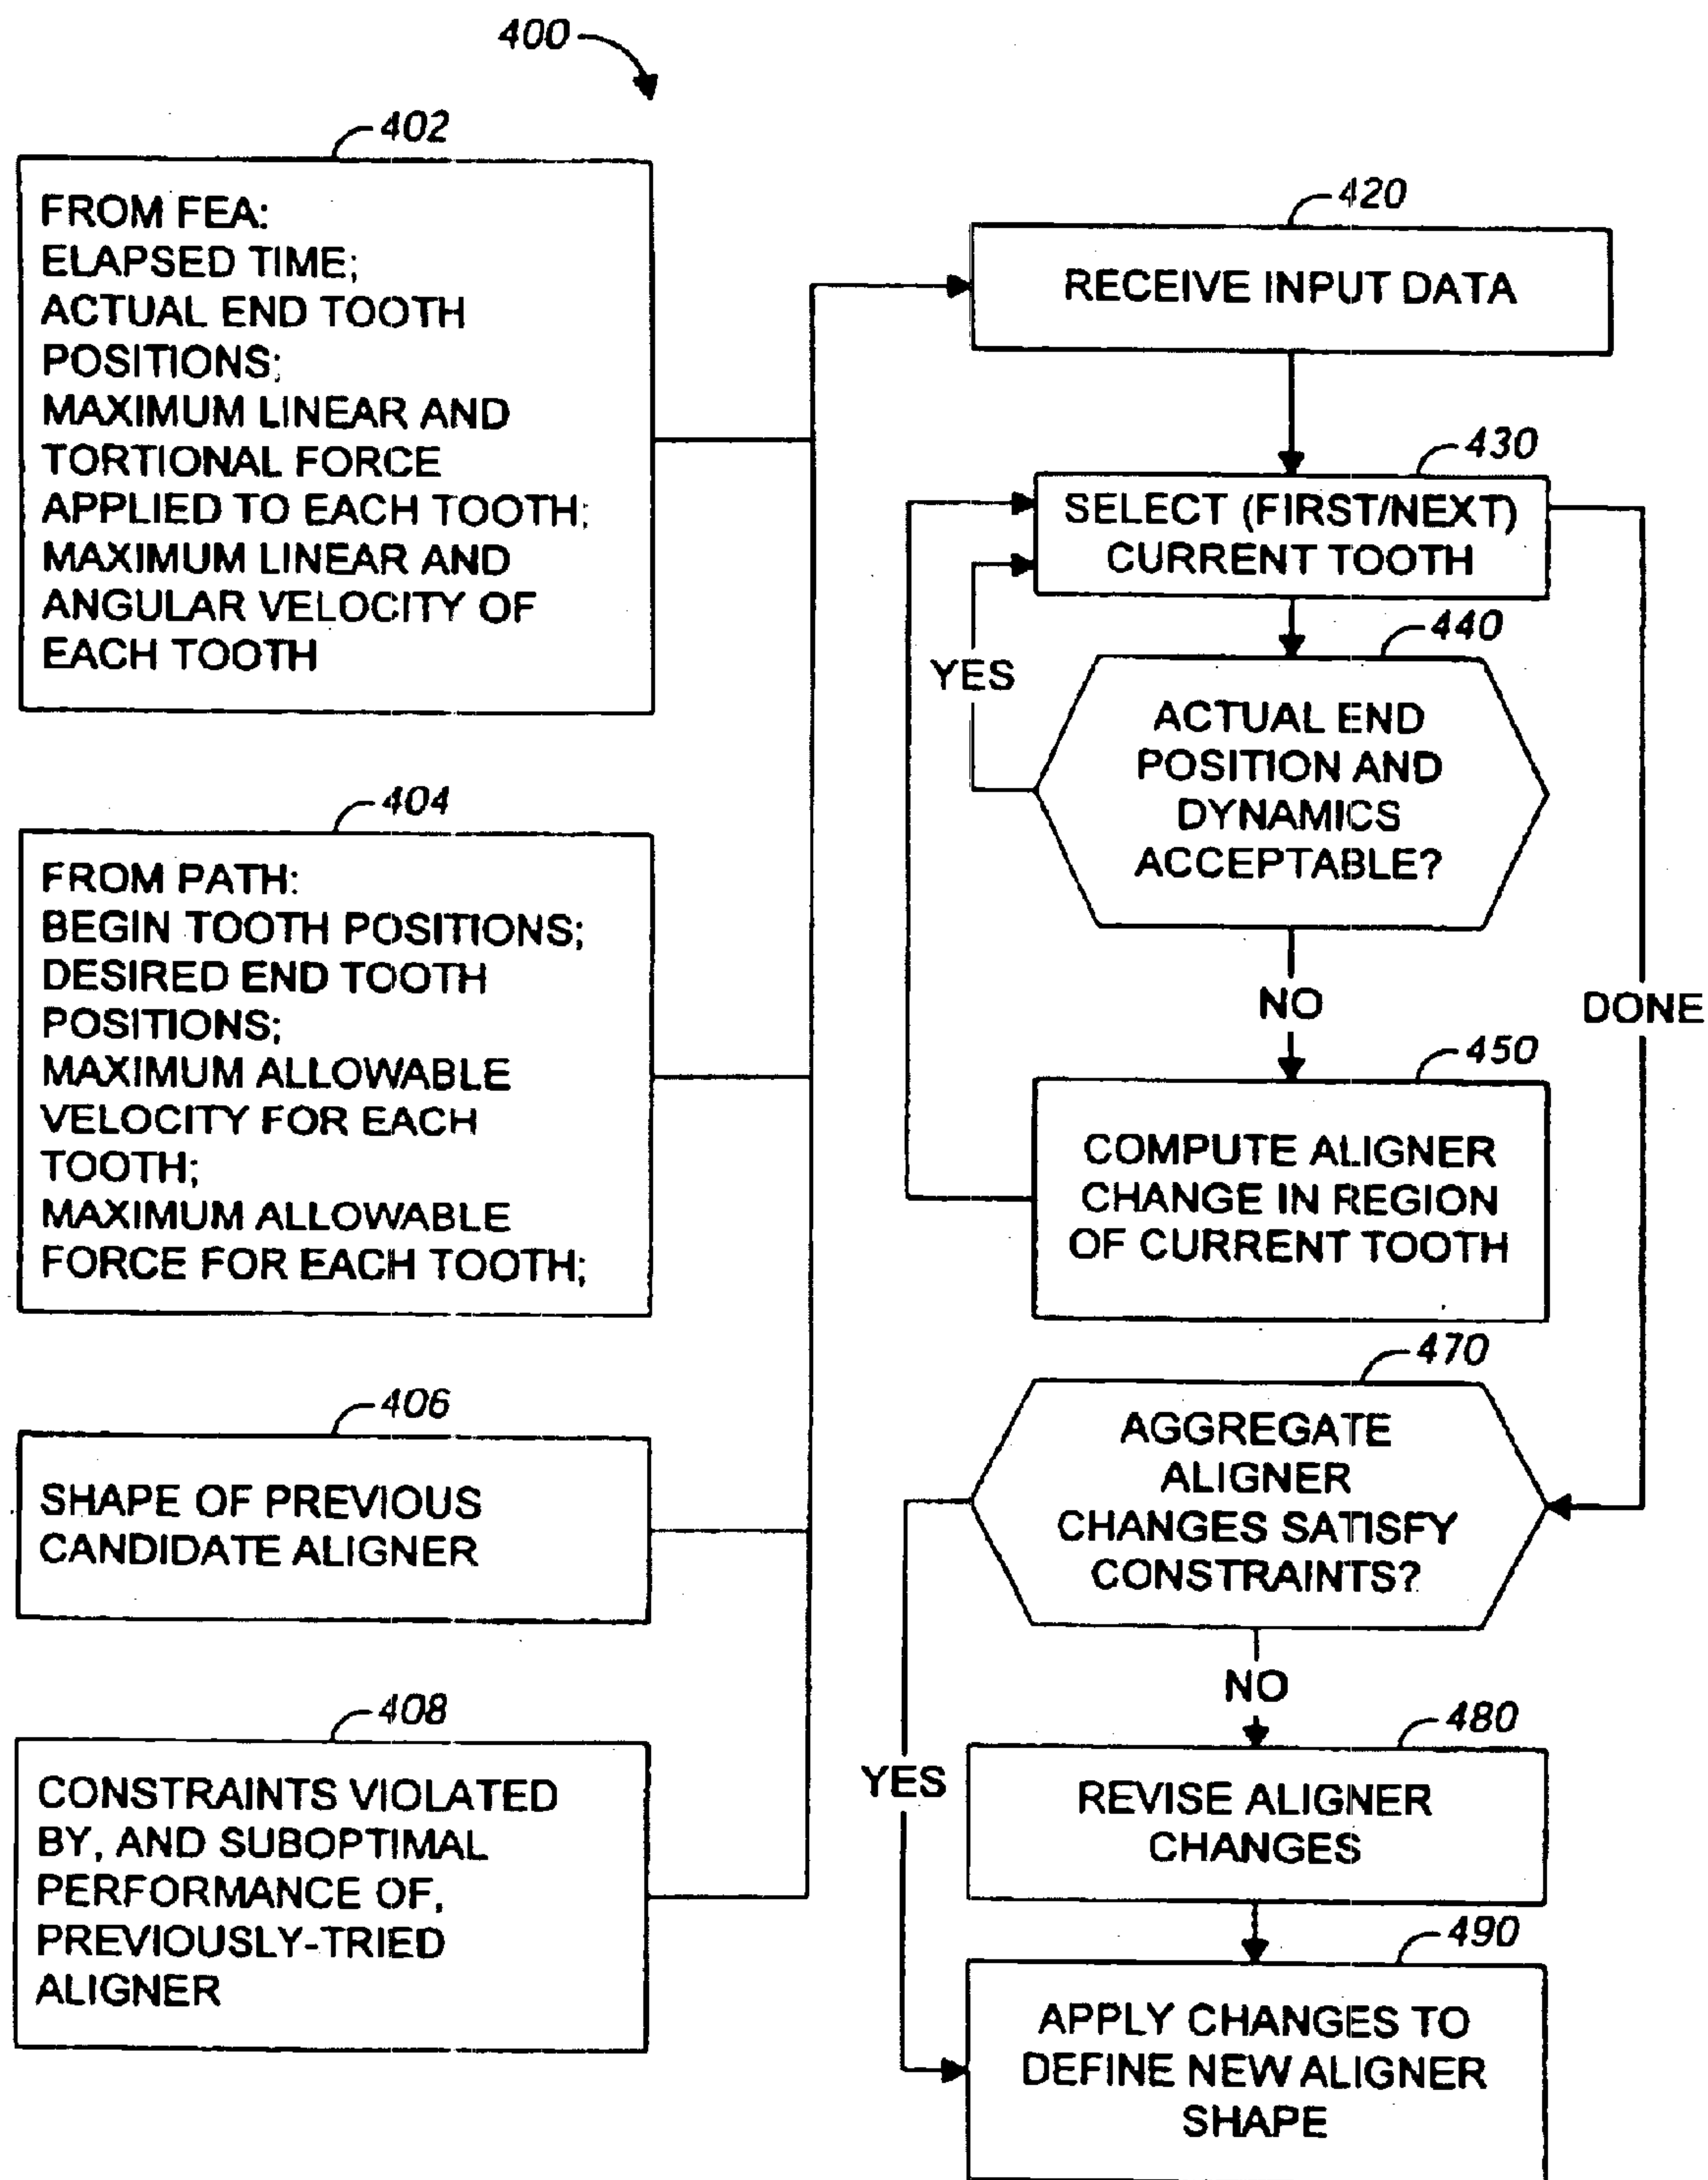 400
402
FROM FEA:
ELAPSED TIME;
ACTUAL END TOOTH
POSITIONS;
MAXIMUM LINEAR AND
TORTIONAL FORCE
APPLIED TO EACH TOOTH;
MAXIMUM LINEAR AND
ANGULAR VELOCITY OF
EACH TOOTH
404
FROM PATH:
BEGIN TOOTH POSITIONS;
DESIRED END TOOTH
POSITIONS;
MAXIMUM ALLOWABLE
VELOCITY FOR EACH
TOOTH;
MAXIMUM ALLOWABLE
FORCE FOR EACH TOOTH;
406
SHAPE OF PREVIOUS
CANDIDATE ALIGNER
408
CONSTRAINTS VIOLATED
BY, AND SUBOPTIMAL
PERFORMANCE OF,
PREVIOUSLY-TRIED
ALIGNER
420
RECEIVE INPUT DATA
430
SELECT (FIRST/NEXT)
CURRENT TOOTH
440
YES
ACTUAL END
POSITION AND
DYNAMICS
ACCEPTABLE?
NO
DONE
450
COMPUTE ALIGNER
CHANGE IN REGION
OF CURRENT TOOTH
470
AGGREGATE
ALIGNER
CHANGES SATISFY
CONSTRAINTS?
NO
YES
480
REVISE ALIGNER
CHANGES
490
APPLY CHANGES TO
DEFINE NEW ALIGNER
SHAPE